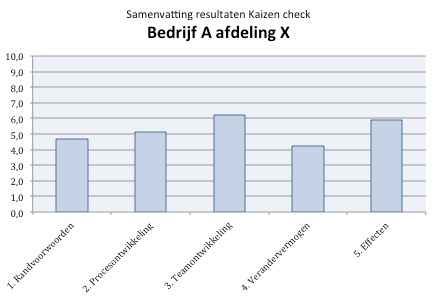 Samenvatting resultaten Kaizen check
Bedrijf A afdeling X
10,0
9,0
8,0
7,0
6,0
5,0
4,0
3,0
2,0
1,0
0,0
1. Randvoorwoorden
2. Procesontwikkeling
3. Teamontwikkeling
4. Verandervermogen
5. Effecten